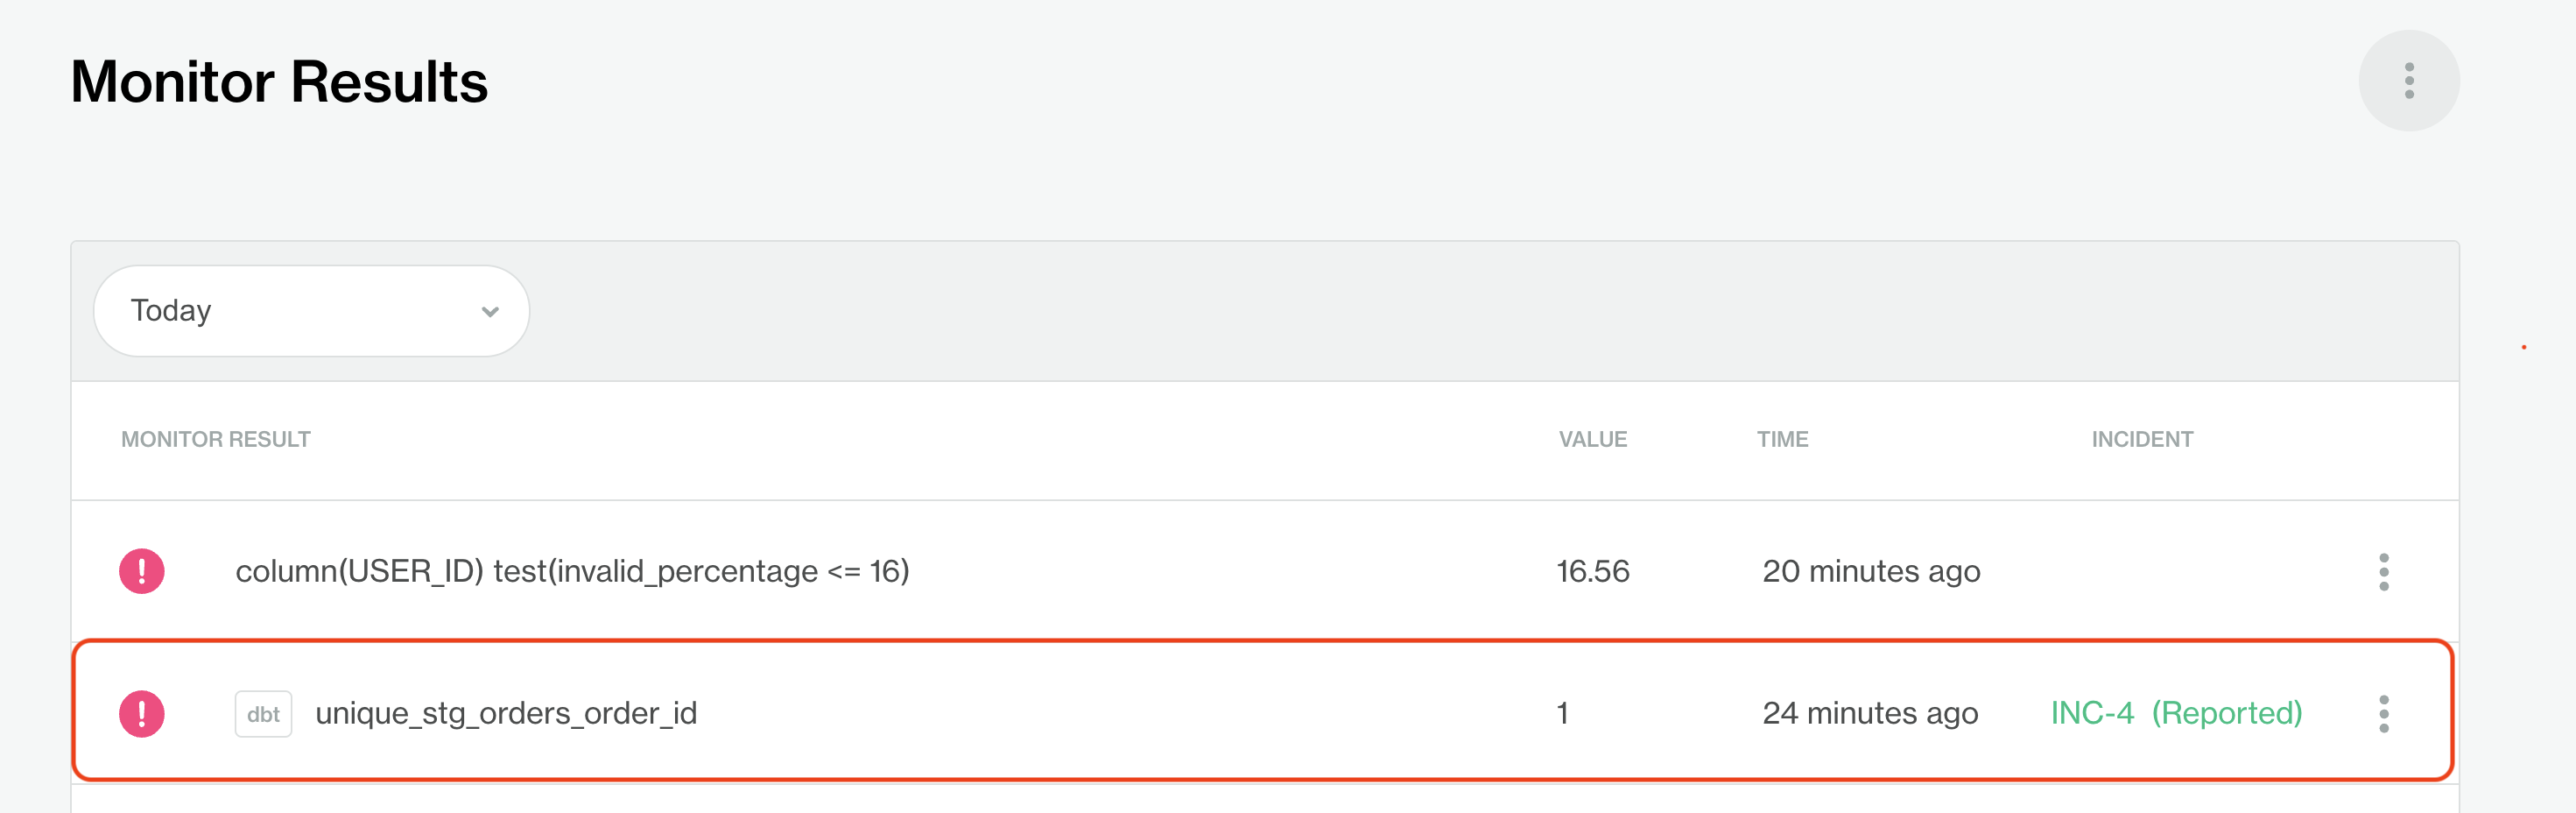 Monitor Results
Today
MONITOR RESULT VALUE TIME INCIDENT
column(USER_ID) test(invalid_percentage <= 16) 16.56 20 minutes ago
dbt unique_stg_orders_order_id 1 24 minutes ago INC-4 (Reported)